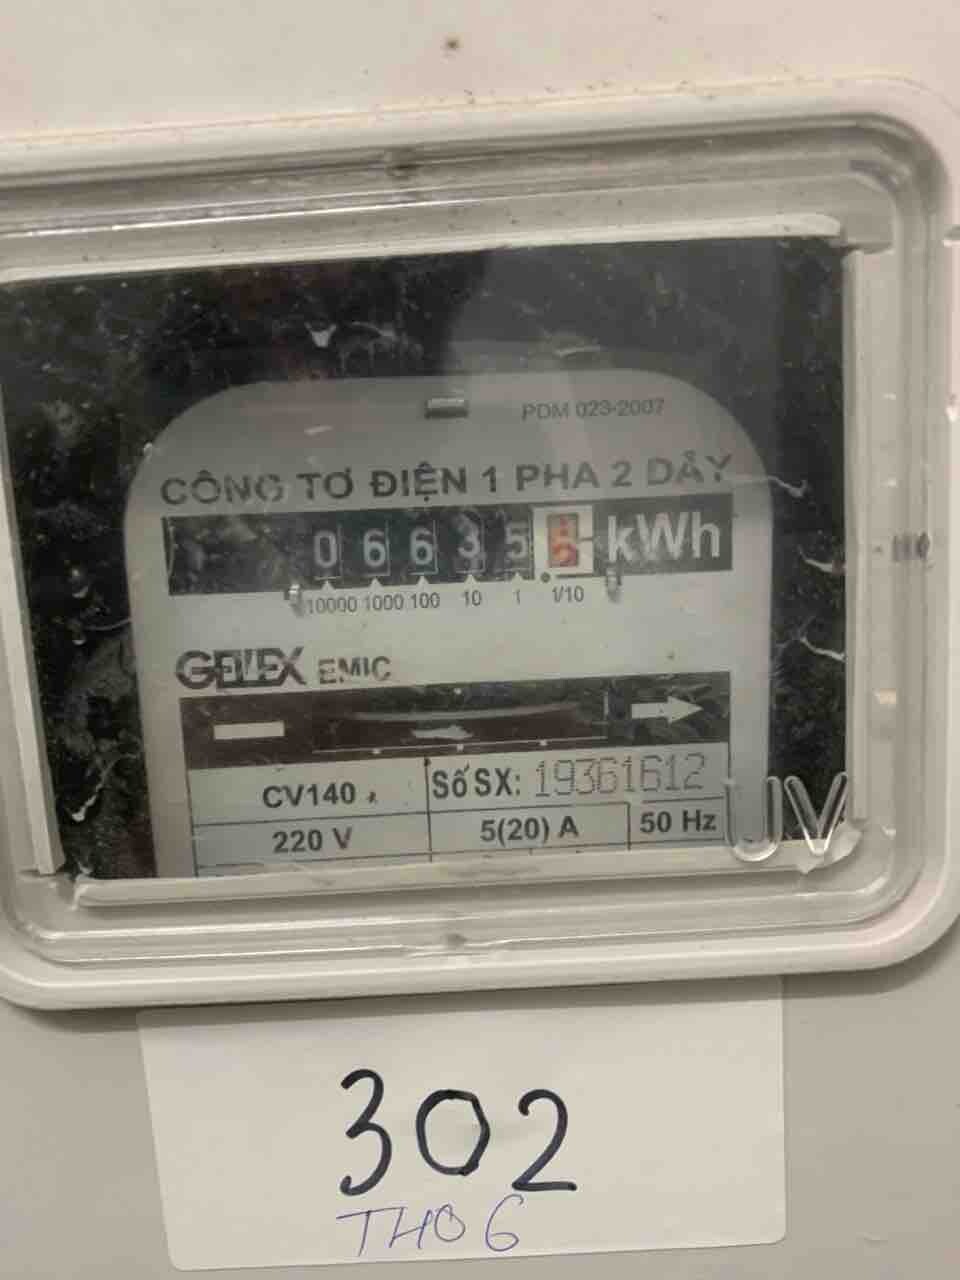 PDM 023-2007
CÔNG TƠ ĐIỆN 1 PHA 2 DÂY
0 6 6 3 5 kWh
10000 1000 100 10 1 1/10
GELEX EMIC
CV140 Số SX: 19361612
220 V 5(20) A 50 Hz
UV
302
THO 6